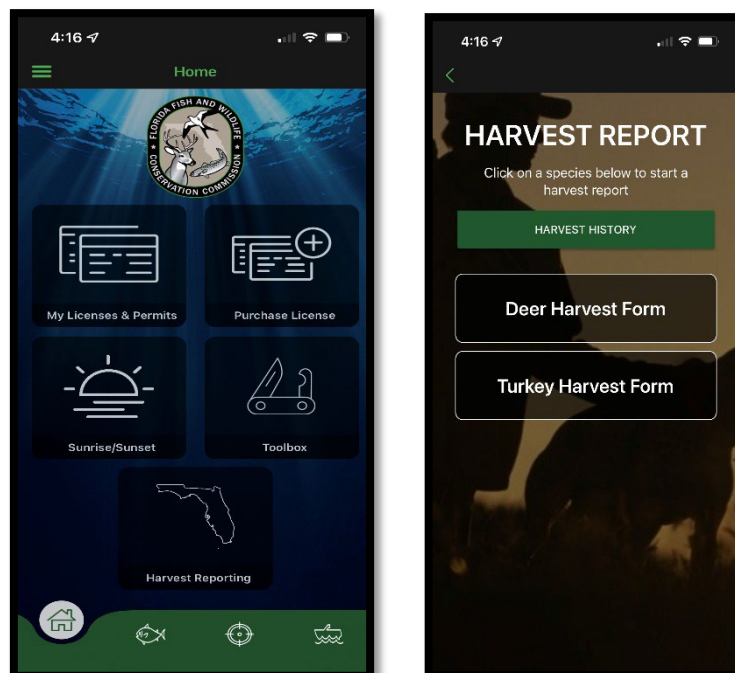 4:16
Home
FLORIDA FISH AND WILDLIFE
CONSERVATION COMMISSION
My Licenses & Permits
Purchase License
Sunrise/Sunset
Toolbox
Harvest Reporting
4:16
HARVEST REPORT
Click on a species below to start a
harvest report
HARVEST HISTORY
Deer Harvest Form
Turkey Harvest Form